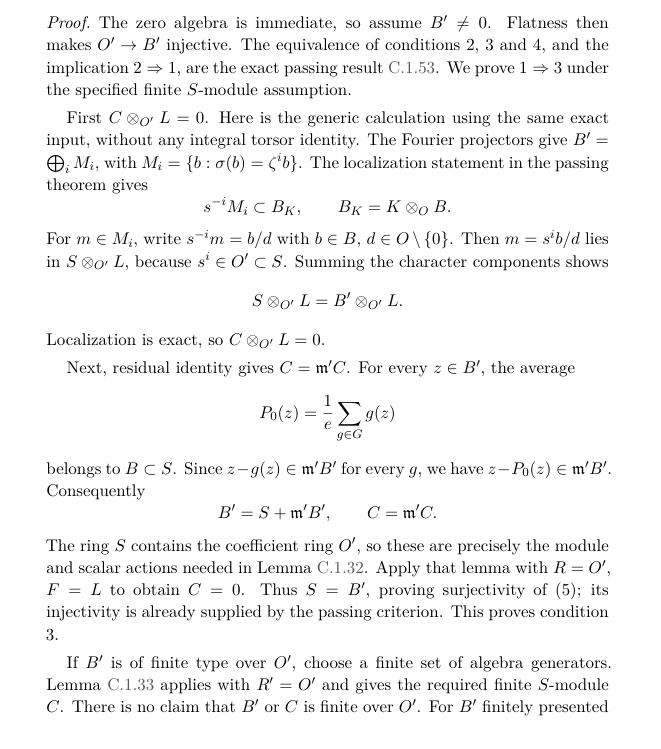 Proof. The zero algebra is immediate, so assume B′ ≠ 0. Flatness then
makes O′ → B′ injective. The equivalence of conditions 2, 3 and 4, and the
implication 2 ⇒ 1, are the exact passing result C.1.53. We prove 1 ⇒ 3 under
the specified finite S-module assumption.
First C ⊗_{O′} L = 0. Here is the generic calculation using the same exact
input, without any integral torsor identity. The Fourier projectors give B′ =
⊕_i M_i, with M_i = {b : σ(b) = ζ^i b}. The localization statement in the passing
theorem gives
s^{−i}M_i ⊂ B_K, B_K = K ⊗_O B.
For m ∈ M_i, write s^{−i}m = b/d with b ∈ B, d ∈ O \ {0}. Then m = s^i b/d lies
in S ⊗_{O′} L, because s^i ∈ O′ ⊂ S. Summing the character components shows
S ⊗_{O′} L = B′ ⊗_{O′} L.
Localization is exact, so C ⊗_{O′} L = 0.
Next, residual identity gives C = 𝔪′C. For every z ∈ B′, the average
P_0(z) = \frac{1}{e} \sum_{g∈G} g(z)
belongs to B ⊂ S. Since z−g(z) ∈ 𝔪′B′ for every g, we have z−P_0(z) ∈ 𝔪′B′.
Consequently
B′ = S + 𝔪′B′, C = 𝔪′C.
The ring S contains the coefficient ring O′, so these are precisely the module
and scalar actions needed in Lemma C.1.32. Apply that lemma with R = O′,
F = L to obtain C = 0. Thus S = B′, proving surjectivity of (5); its
injectivity is already supplied by the passing criterion. This proves condition
3.
If B′ is of finite type over O′, choose a finite set of algebra generators.
Lemma C.1.33 applies with R′ = O′ and gives the required finite S-module
C. There is no claim that B′ or C is finite over O′. For B′ finitely presented